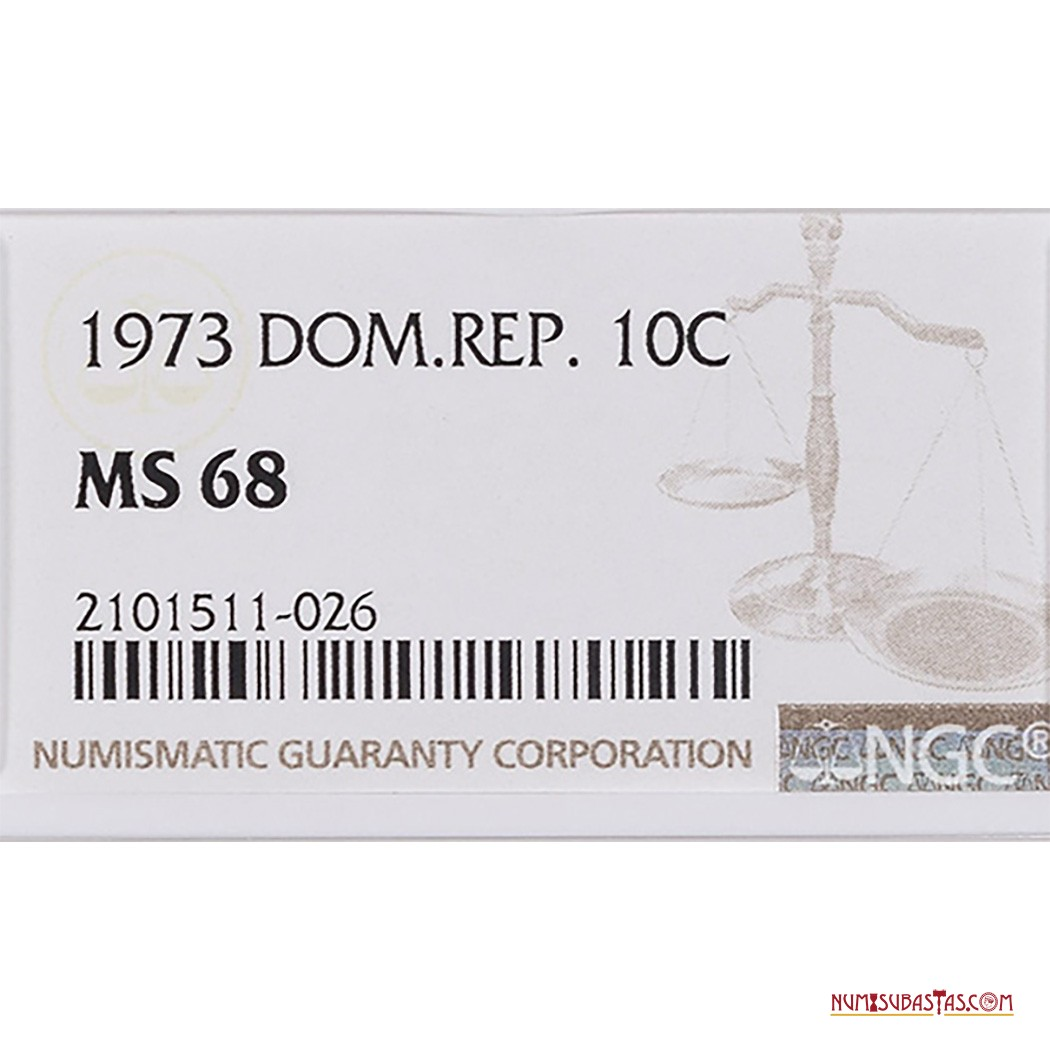 1973 DOM.REP. 10C
MS 68
2101511-026
NUMISMATIC GUARANTY CORPORATION
NGC®
NUMISUBASTAS.COM